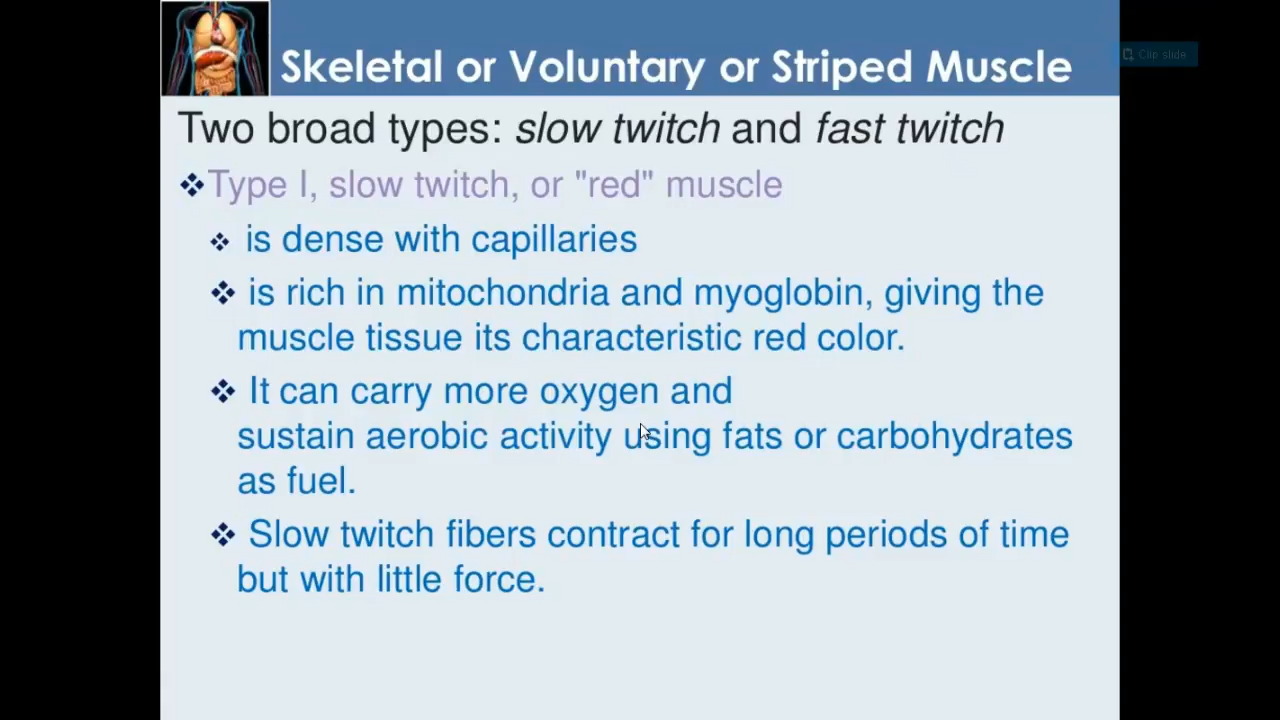 Skeletal or Voluntary or Striped Muscle
Clip slide
Two broad types: slow twitch and fast twitch
❖Type I, slow twitch, or "red" muscle
❖ is dense with capillaries
❖ is rich in mitochondria and myoglobin, giving the
muscle tissue its characteristic red color.
❖ It can carry more oxygen and
sustain aerobic activity using fats or carbohydrates
as fuel.
❖ Slow twitch fibers contract for long periods of time
but with little force.